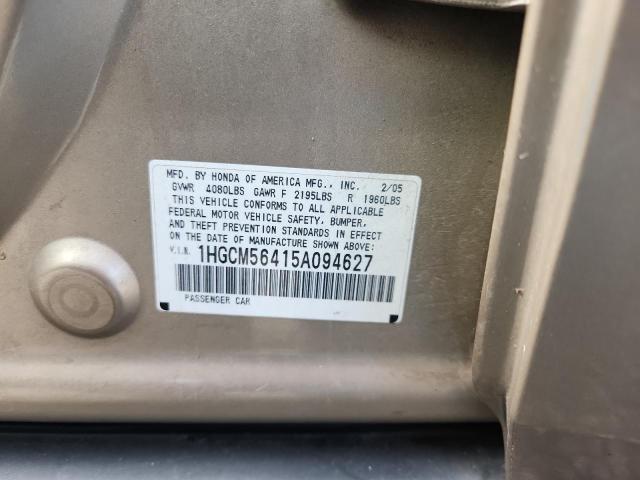 MFD. BY HONDA OF AMERICA MFG., INC. 2/05
GVWR 4080LBS GAWR F 2195LBS R 1960LBS
THIS VEHICLE CONFORMS TO ALL APPLICABLE
FEDERAL MOTOR VEHICLE SAFETY, BUMPER,
AND THEFT PREVENTION STANDARDS IN EFFECT
ON THE DATE OF MANUFACTURE SHOWN ABOVE:
V.I.N. 1HGCM56415A094627
PASSENGER CAR